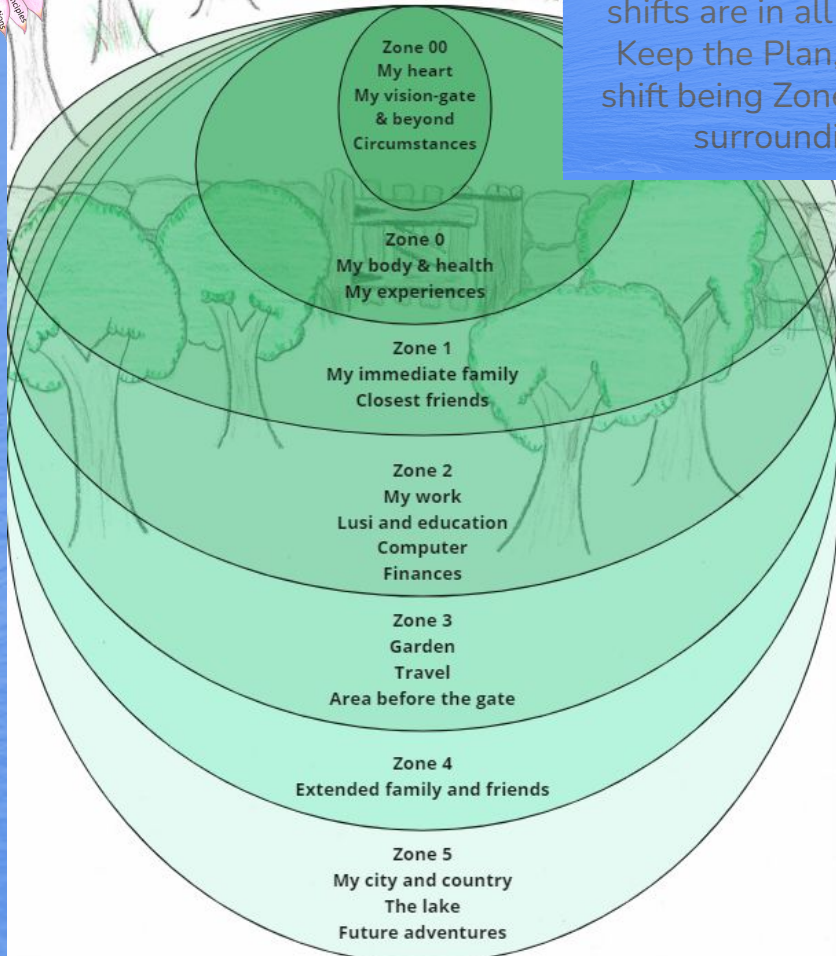 shifts are in all
Keep the Plan.
shift being Zone
surroundi
Zone 00
My heart
My vision-gate
& beyond
Circumstances
Zone 0
My body & health
My experiences
Zone 1
My immediate family
Closest friends
Zone 2
My work
Lusi and education
Computer
Finances
Zone 3
Garden
Travel
Area before the gate
Zone 4
Extended family and friends
Zone 5
My city and country
The lake
Future adventures